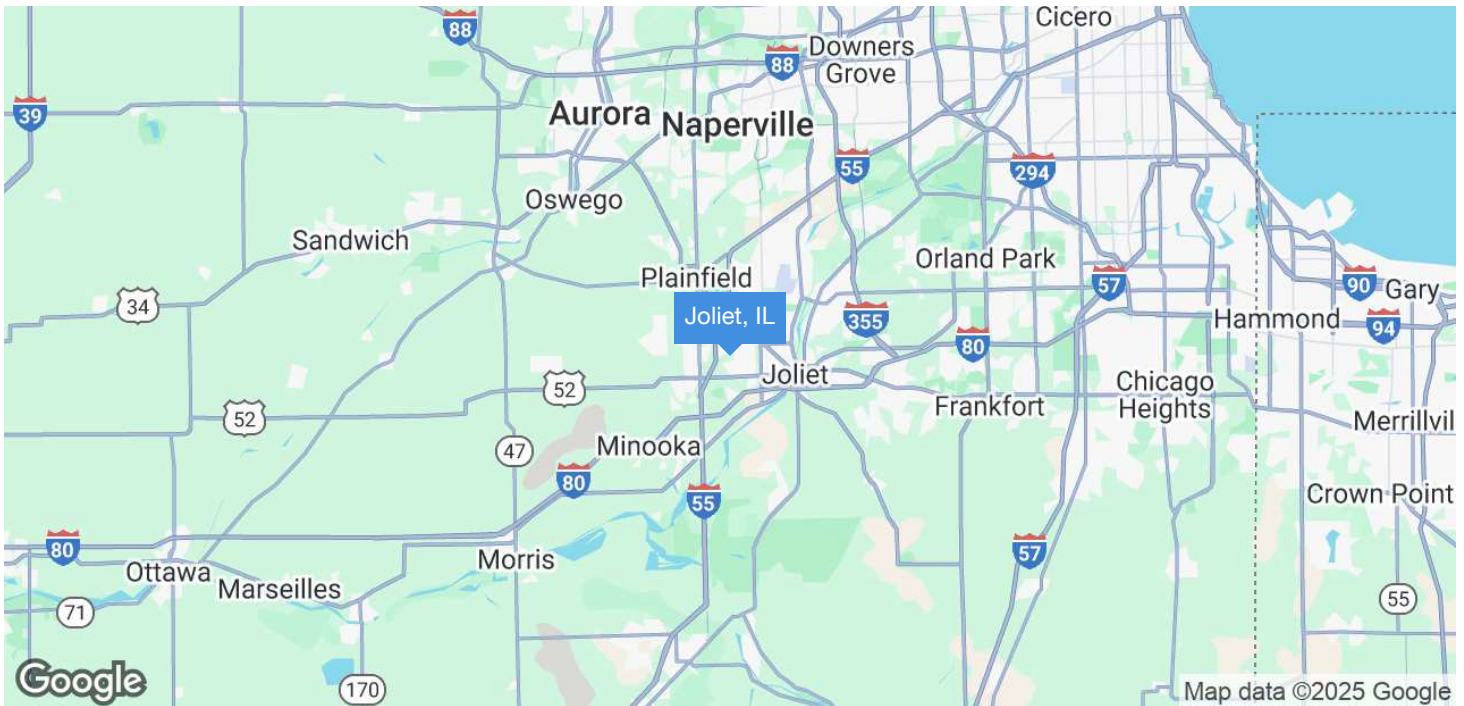 Cicero
88
Downers
Grove
88
39
Aurora
Naperville
55
294
Oswego
Sandwich
Orland Park
Plainfield
57
90
Gary
34
Joliet, IL
355
Hammond
94
80
Joliet
52
Chicago
Heights
52
Frankfort
Merrillvil
Minooka
47
80
55
Crown Point
80
57
Morris
Ottawa
Marseilles
71
55
Google
170
Map data ©2025 Google